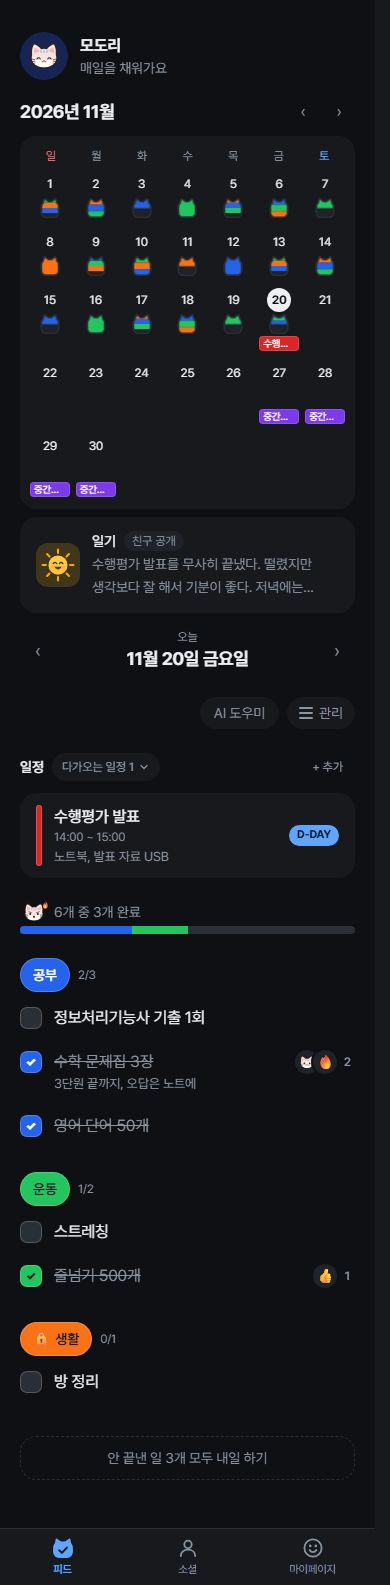 모도리
매일을 채워가요
2026년 11월
‹ ›
일 월 화 수 목 금 토
1 2 3 4 5 6 7
8 9 10 11 12 13 14
15 16 17 18 19 20 21
수행...
22 23 24 25 26 27 28
중간... 중간...
29 30
중간... 중간...
일기 친구 공개
수행평가 발표를 무사히 끝냈다. 떨렸지만
생각보다 잘 해서 기분이 좋다. 저녁에는...
오늘
‹ 11월 20일 금요일 ›
AI 도우미 관리
일정 다가오는 일정 1 + 추가
수행평가 발표
14:00 ~ 15:00
D-DAY
노트북, 발표 자료 USB
6개 중 3개 완료
공부 2/3
정보처리기능사 기출 1회
수학 문제집 3장 2
3단원 끝까지, 오답은 노트에
영어 단어 50개
운동 1/2
스트레칭
줄넘기 500개 1
생활 0/1
방 정리
안 끝낸 일 3개 모두 내일 하기
피드 소셜 마이페이지